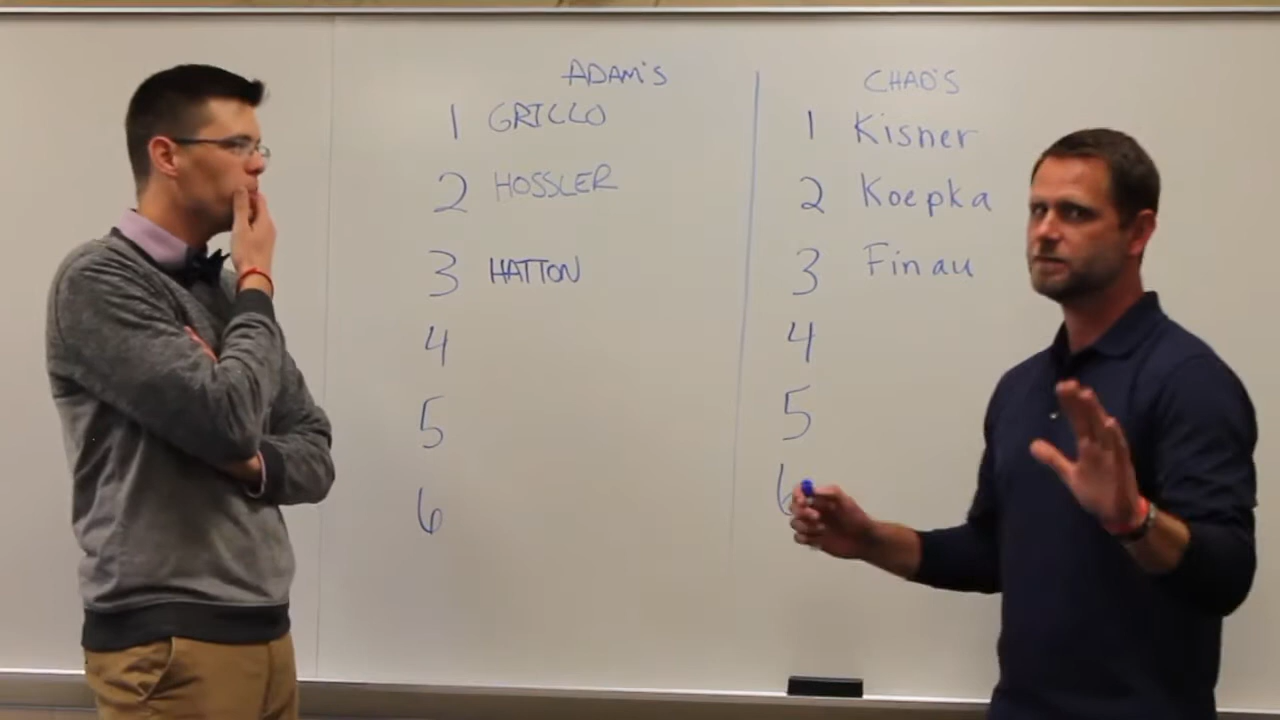 ADAM'S
1 GRILLO
2 HOSSLER
3 HATTON
4
5
6
CHAD'S
1 Kisner
2 Koepka
3 Finau
4
5
6